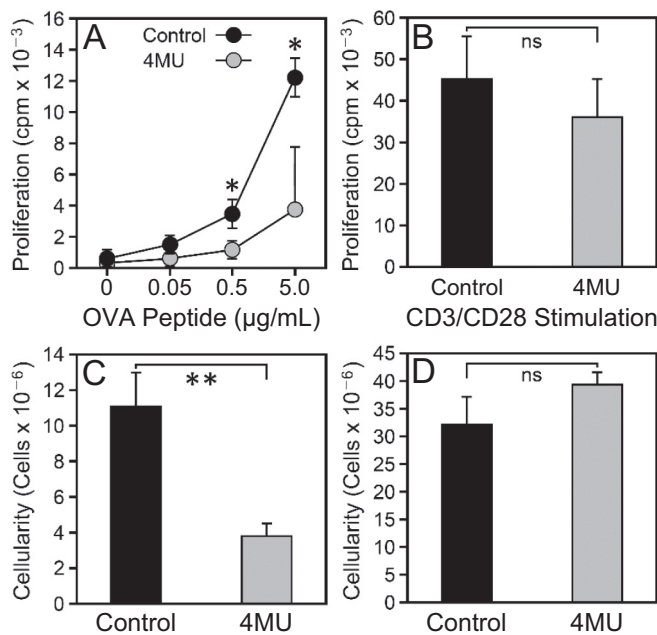 A
Control
4MU
*
*
Proliferation (cpm x 10⁻³)
16
14
12
10
8
6
4
2
0
0 0.05 0.5 5.0
OVA Peptide (µg/mL)
B
ns
Proliferation (cpm x 10⁻³)
60
50
40
30
20
10
0
Control 4MU
CD3/CD28 Stimulation
C
**
Cellularity (Cells x 10⁻⁶)
14
12
10
8
6
4
2
0
Control 4MU
D
ns
Cellularity (Cells x 10⁻⁶)
45
40
35
30
25
20
15
10
5
0
Control 4MU